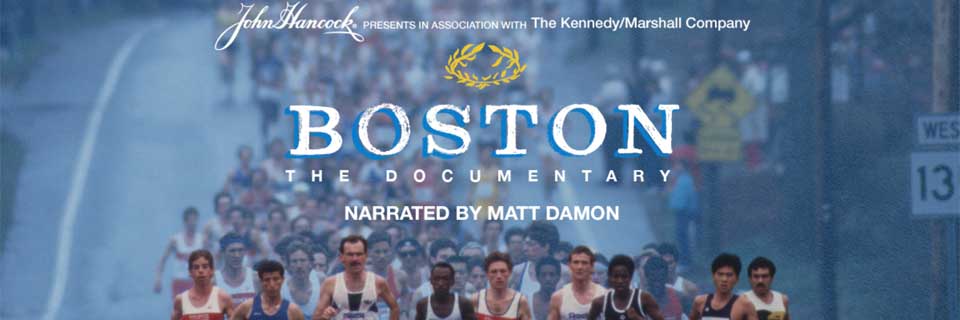 John Hancock® PRESENTS IN ASSOCIATION WITH The Kennedy/Marshall Company
BOSTON
THE DOCUMENTARY
NARRATED BY MATT DAMON
WES
13